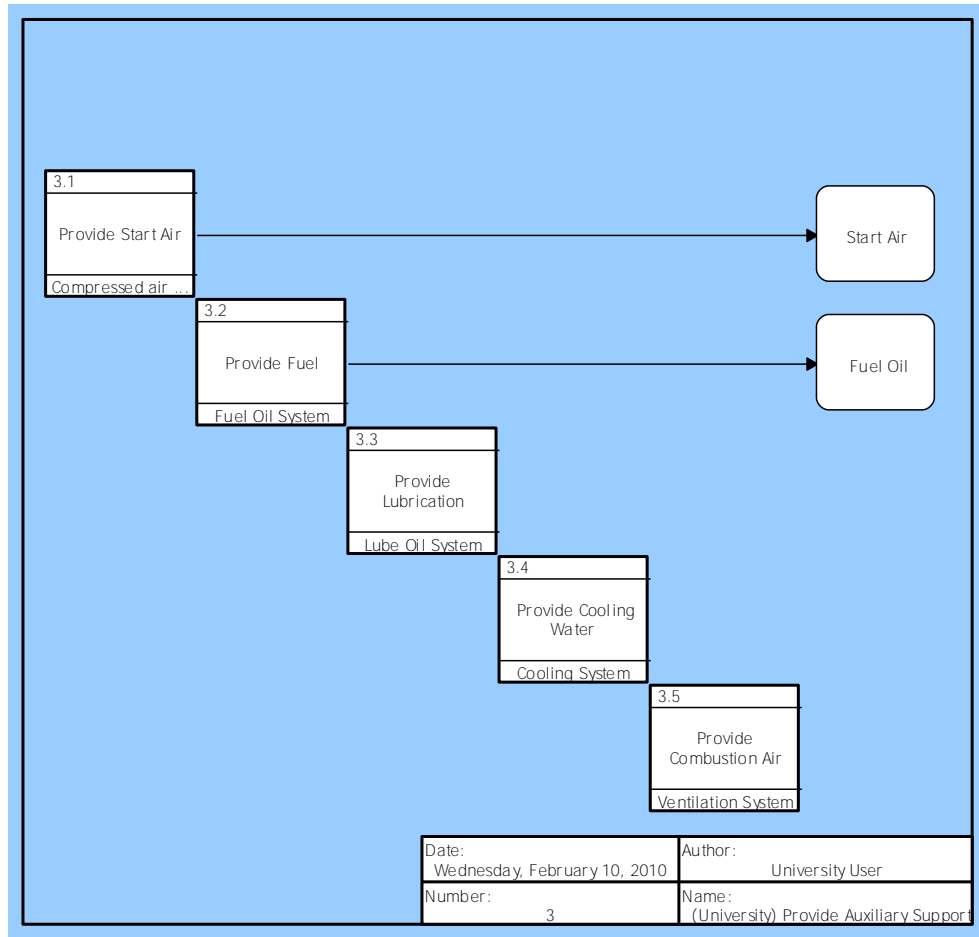 3.1
Provide Start Air
Compressed air ...
Start Air
3.2
Provide Fuel
Fuel Oil System
Fuel Oil
3.3
Provide
Lubrication
Lube Oil System
3.4
Provide Cooling
Water
Cooling System
3.5
Provide
Combustion Air
Ventilation System
Date:
Wednesday, February 10, 2010
Author:
University User
Number:
3
Name:
(University) Provide Auxiliary Support